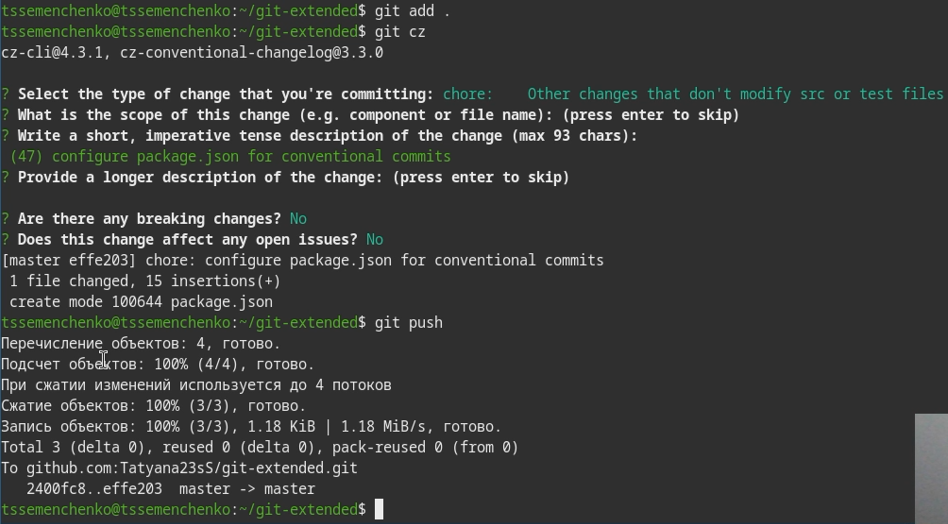 tssemenchenko@tssemenchenko:~/git-extended$ git add .
tssemenchenko@tssemenchenko:~/git-extended$ git cz
cz-cli@4.3.1, cz-conventional-changelog@3.3.0
? Select the type of change that you're committing: chore:    Other changes that don't modify src or test files
? What is the scope of this change (e.g. component or file name): (press enter to skip)
? Write a short, imperative tense description of the change (max 93 chars):
 (47) configure package.json for conventional commits
? Provide a longer description of the change: (press enter to skip)
? Are there any breaking changes? No
? Does this change affect any open issues? No
[master effe203] chore: configure package.json for conventional commits
 1 file changed, 15 insertions(+)
 create mode 100644 package.json
tssemenchenko@tssemenchenko:~/git-extended$ git push
Перечисление объектов: 4, готово.
Подсчет объектов: 100% (4/4), готово.
При сжатии изменений используется до 4 потоков
Сжатие объектов: 100% (3/3), готово.
Запись объектов: 100% (3/3), 1.18 KiB | 1.18 MiB/s, готово.
Total 3 (delta 0), reused 0 (delta 0), pack-reused 0 (from 0)
To github.com:Tatyana23sS/git-extended.git
   2400fc8..effe203  master -> master
tssemenchenko@tssemenchenko:~/git-extended$